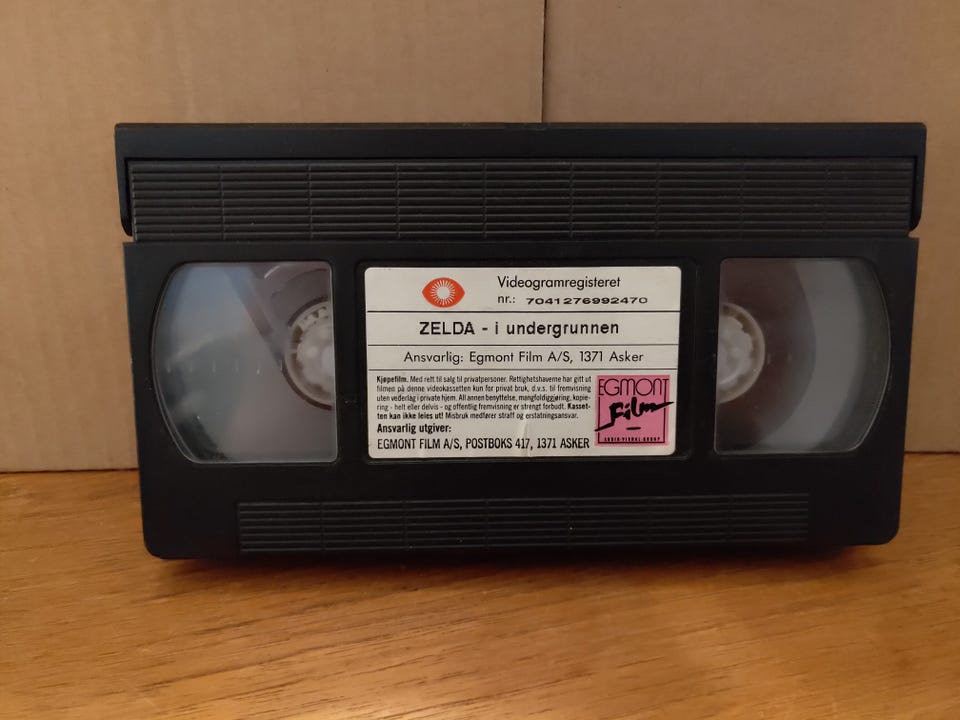 Videogramregisteret
nr.: 7041276992470
ZELDA - i undergrunnen
Ansvarlig: Egmont Film A/S, 1371 Asker
Kjøpefilm. Med rett til salg til privatpersoner. Rettighetshaverne har gitt ut
filmen på denne videokassetten kun for privat bruk, d.v.s. til fremvisning
uten vederlag i private hjem. All annen benyttelse, mangfoldiggjøring, kopie-
ring - helt eller delvis - og offentlig fremvisning er strengt forbudt. Kasset-
ten kan ikke leies ut! Misbruk medfører straff og erstatningsansvar.
Ansvarlig utgiver:
EGMONT FILM A/S, POSTBOKS 417, 1371 ASKER
EGMONT
Film
AUDIO-VISUAL GROUP